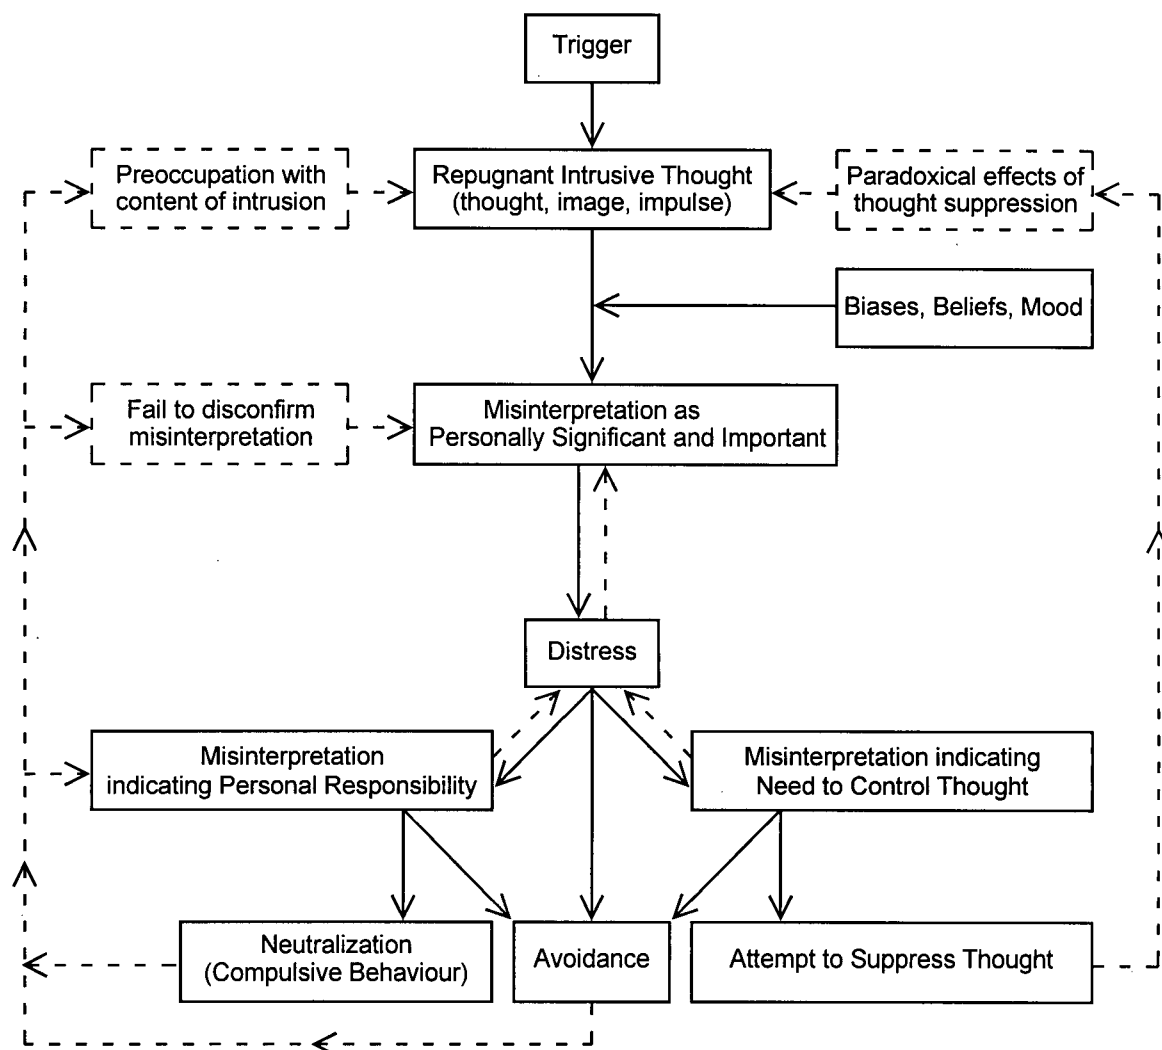 Trigger
Preoccupation with
content of intrusion
Repugnant Intrusive Thought
(thought, image, impulse)
Paradoxical effects of
thought suppression
Biases, Beliefs, Mood
Fail to disconfirm
misinterpretation
Misinterpretation as
Personally Significant and Important
Distress
Misinterpretation
indicating Personal Responsibility
Misinterpretation indicating
Need to Control Thought
Neutralization
(Compulsive Behaviour)
Avoidance
Attempt to Suppress Thought